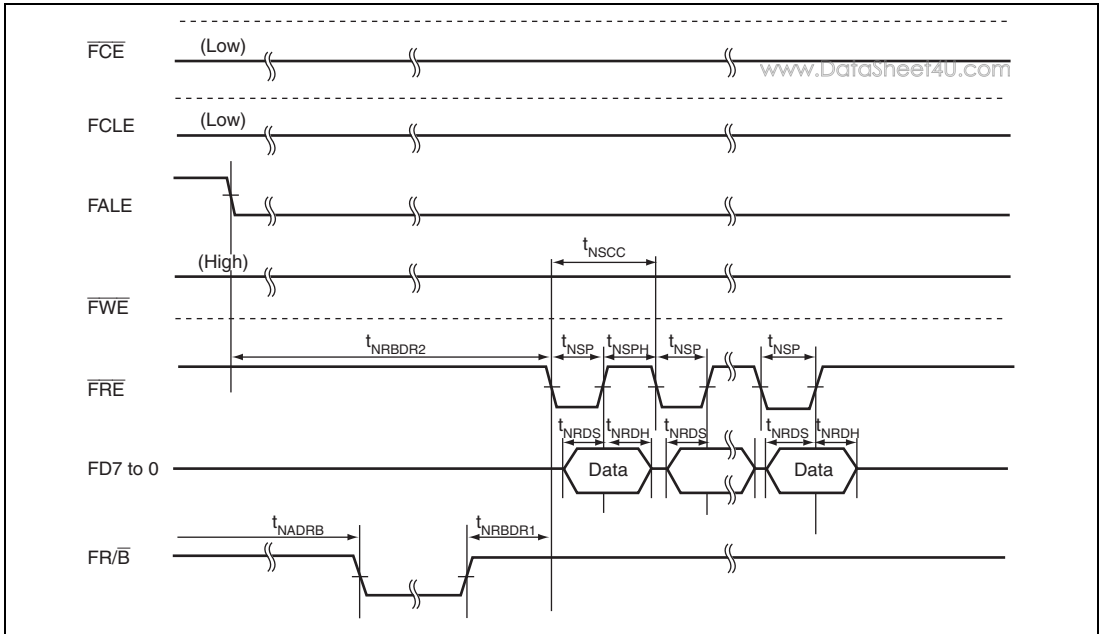 FCE (Low)
www.DataSheet4U.com
FCLE (Low)
FALE
tNSCC
(High)
FWE
tNRBDR2 tNSP tNSPH tNSP tNSP
FRE
tNRDS tNRDH tNRDS tNRDS tNRDH
FD7 to 0 Data Data
tNADRB tNRBDR1
FR/B